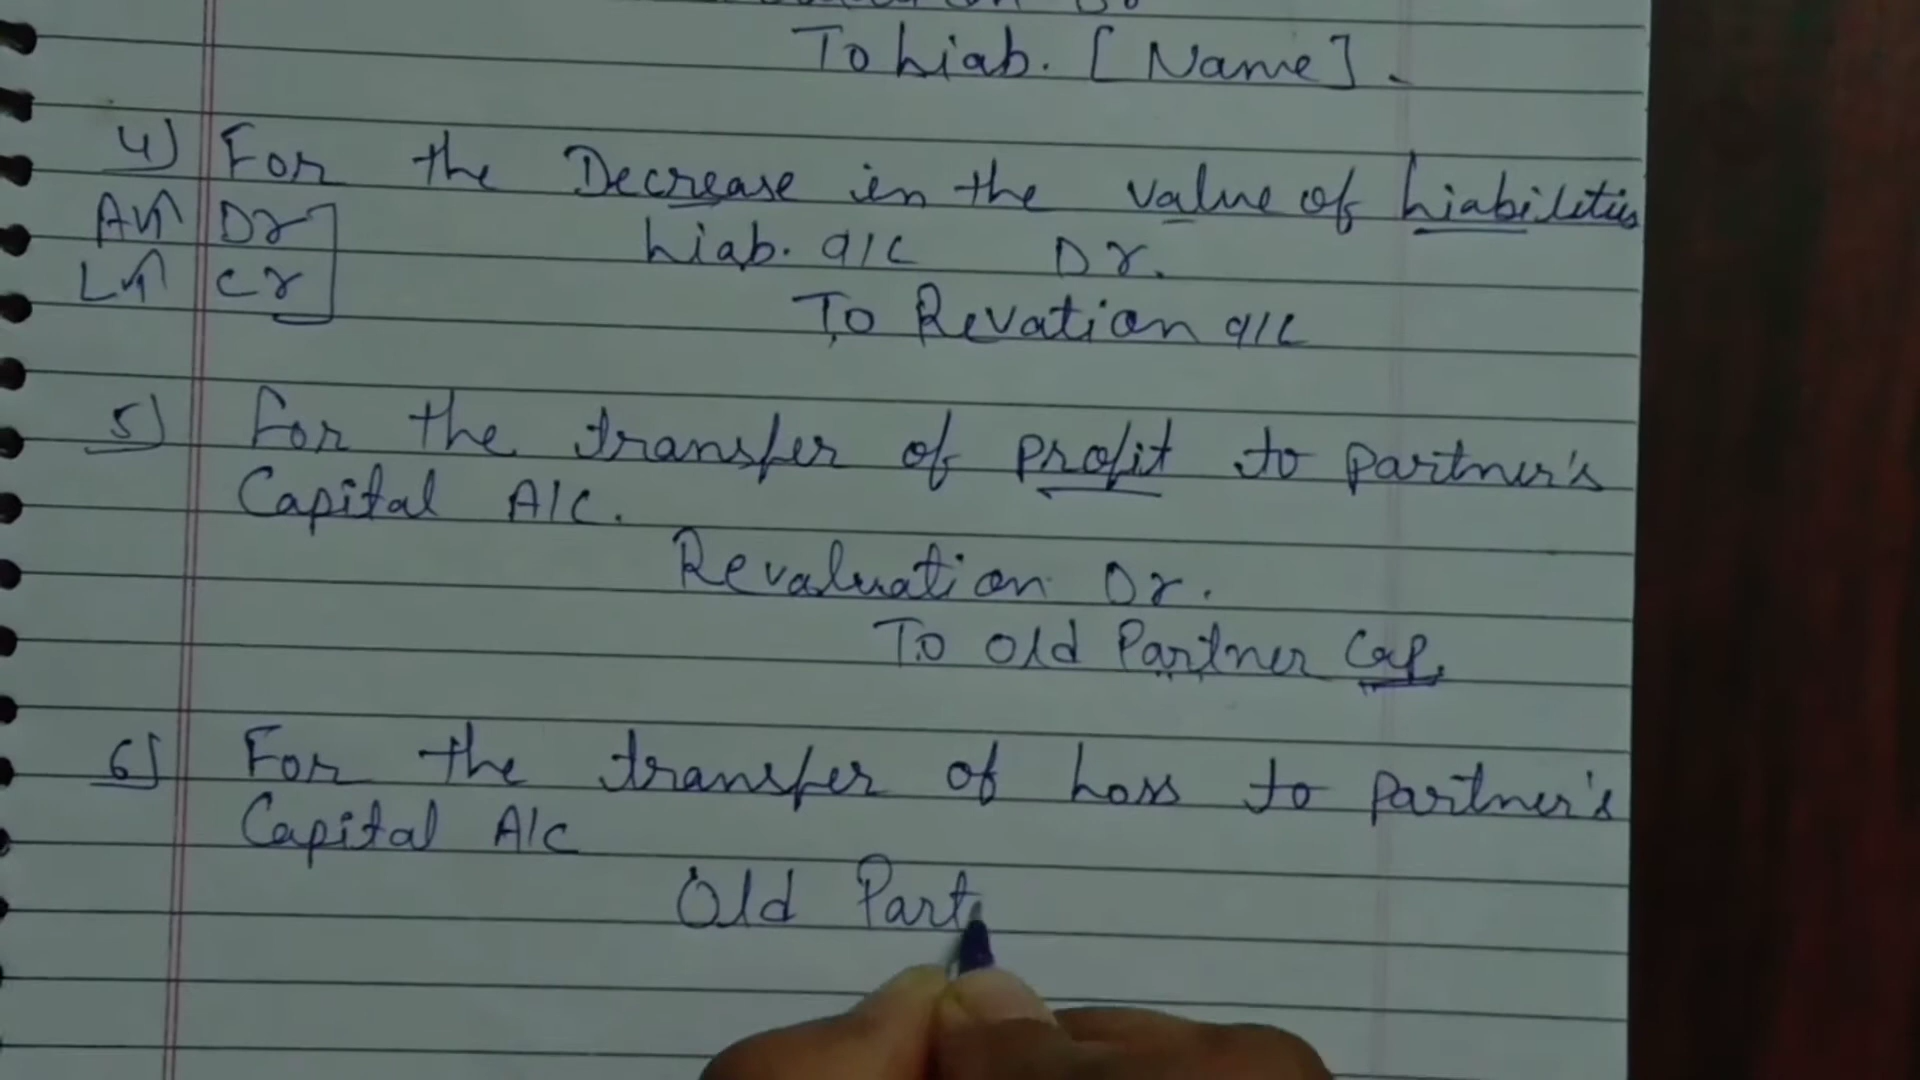 To Liab. [Name].
4) For the Decrease in the value of Liabilities
A↑ Dr
Liab. A/C Dr.
L↑ Cr
To Revation A/C
5) For the transfer of profit to partner's
Capital A/C.
Revaluation Dr.
To Old Partner Cap.
6) For the transfer of Loss to partner's
Capital A/C
Old Part